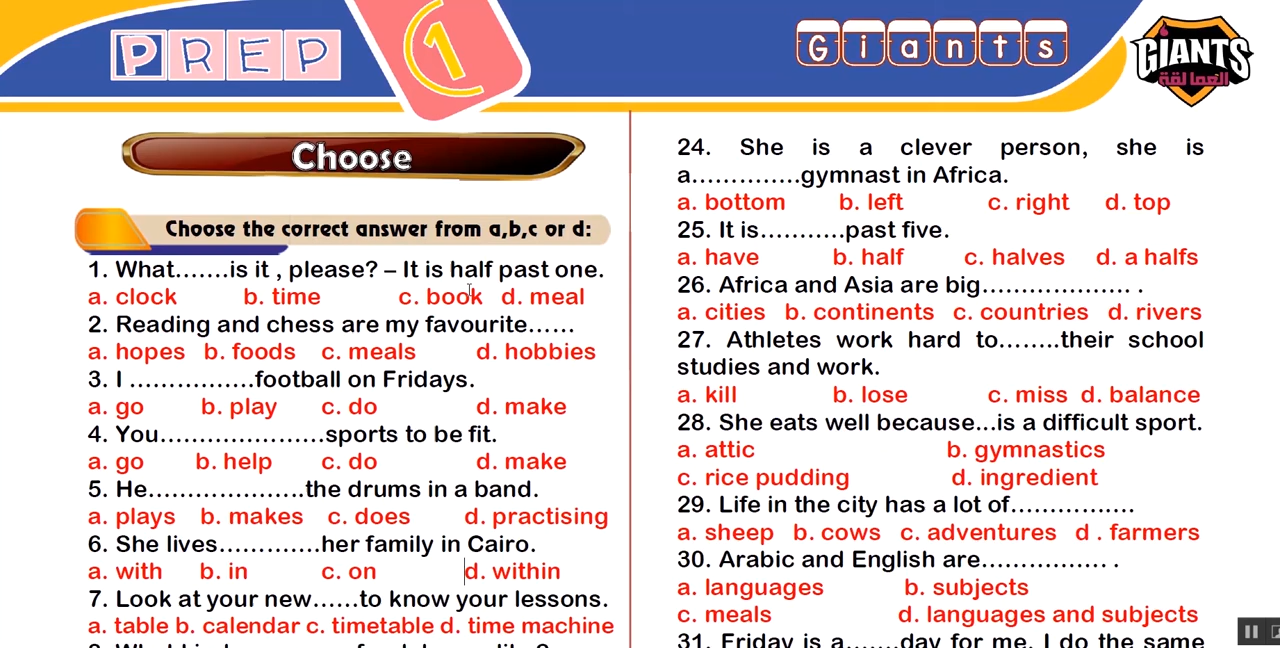 PREP
1
Giants
GIANTS
العمالقة
Choose
Choose the correct answer from a,b,c or d:
1. What.......is it , please? – It is half past one.
a. clock b. time c. book d. meal
2. Reading and chess are my favourite......
a. hopes b. foods c. meals d. hobbies
3. I ................football on Fridays.
a. go b. play c. do d. make
4. You.....................sports to be fit.
a. go b. help c. do d. make
5. He....................the drums in a band.
a. plays b. makes c. does d. practising
6. She lives.............her family in Cairo.
a. with b. in c. on d. within
7. Look at your new......to know your lessons.
a. table b. calendar c. timetable d. time machine
24. She is a clever person, she is
a..............gymnast in Africa.
a. bottom b. left c. right d. top
25. It is...........past five.
a. have b. half c. halves d. a halfs
26. Africa and Asia are big................... .
a. cities b. continents c. countries d. rivers
27. Athletes work hard to........their school
studies and work.
a. kill b. lose c. miss d. balance
28. She eats well because...is a difficult sport.
a. attic b. gymnastics
c. rice pudding d. ingredient
29. Life in the city has a lot of................
a. sheep b. cows c. adventures d . farmers
30. Arabic and English are............... .
a. languages b. subjects
c. meals d. languages and subjects
31. Friday is a.......day for me. I do the same